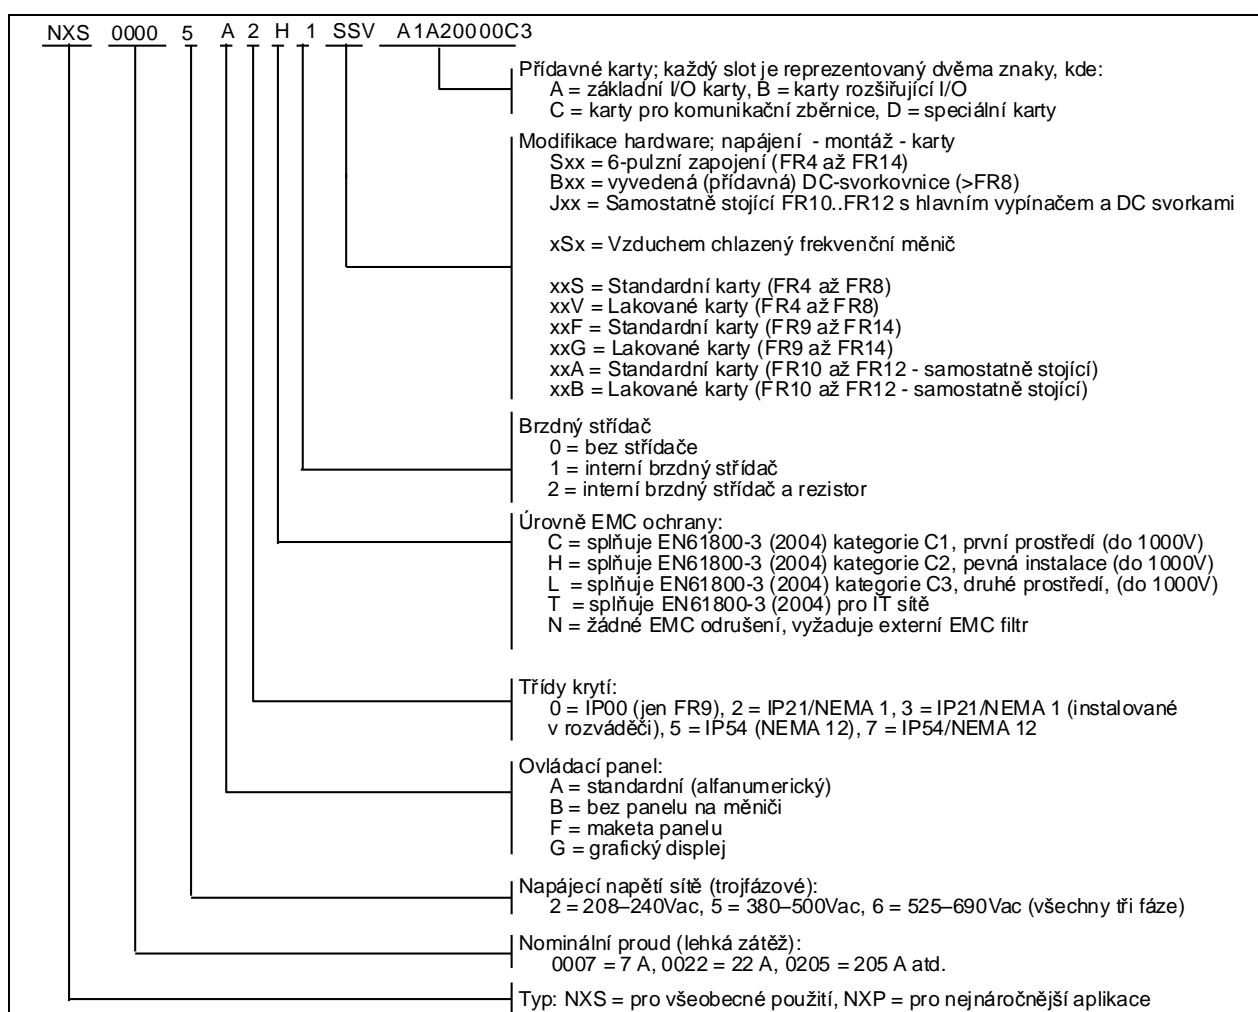 NXS 0000 5 A 2 H 1 SSV A1A20000C3
Přídavné karty; každý slot je reprezentovaný dvěma znaky, kde:
A = základní I/O karty, B = karty rozšiřující I/O
C = karty pro komunikační zběrnice, D = speciální karty
Modifikace hardware; napájení - montáž - karty
Sxx = 6-pulzní zapojení (FR4 až FR14)
Bxx = vyvedená (přídavná) DC-svorkovnice (>FR8)
Jxx = Samostatně stojící FR10..FR12 s hlavním vypínačem a DC svorkami
xSx = Vzduchem chlazený frekvenční měnič
xxS = Standardní karty (FR4 až FR8)
xxV = Lakované karty (FR4 až FR8)
xxF = Standardní karty (FR9 až FR14)
xxG = Lakované karty (FR9 až FR14)
xxA = Standardní karty (FR10 až FR12 - samostatně stojící)
xxB = Lakované karty (FR10 až FR12 - samostatně stojící)
Brzdný střídač
0 = bez střídače
1 = interní brzdný střídač
2 = interní brzdný střídač a rezistor
Úrovně EMC ochrany:
C = splňuje EN61800-3 (2004) kategorie C1, první prostředí (do 1000V)
H = splňuje EN61800-3 (2004) kategorie C2, pevná instalace (do 1000V)
L = splňuje EN61800-3 (2004) kategorie C3, druhé prostředí, (do 1000V)
T = splňuje EN61800-3 (2004) pro IT sítě
N = žádné EMC odrušení, vyžaduje externí EMC filtr
Třídy krytí:
0 = IP00 (jen FR9), 2 = IP21/NEMA 1, 3 = IP21/NEMA 1 (instalované
v rozváděči), 5 = IP54 (NEMA 12), 7 = IP54/NEMA 12
Ovládací panel:
A = standardní (alfanumerický)
B = bez panelu na měniči
F = maketa panelu
G = grafický displej
Napájecí napětí sítě (trojfázové):
2 = 208–240Vac, 5 = 380–500Vac, 6 = 525–690Vac (všechny tři fáze)
Nominální proud (lehká zátěž):
0007 = 7 A, 0022 = 22 A, 0205 = 205 A atd.
Typ: NXS = pro všeobecné použití, NXP = pro nejnáročnější aplikace